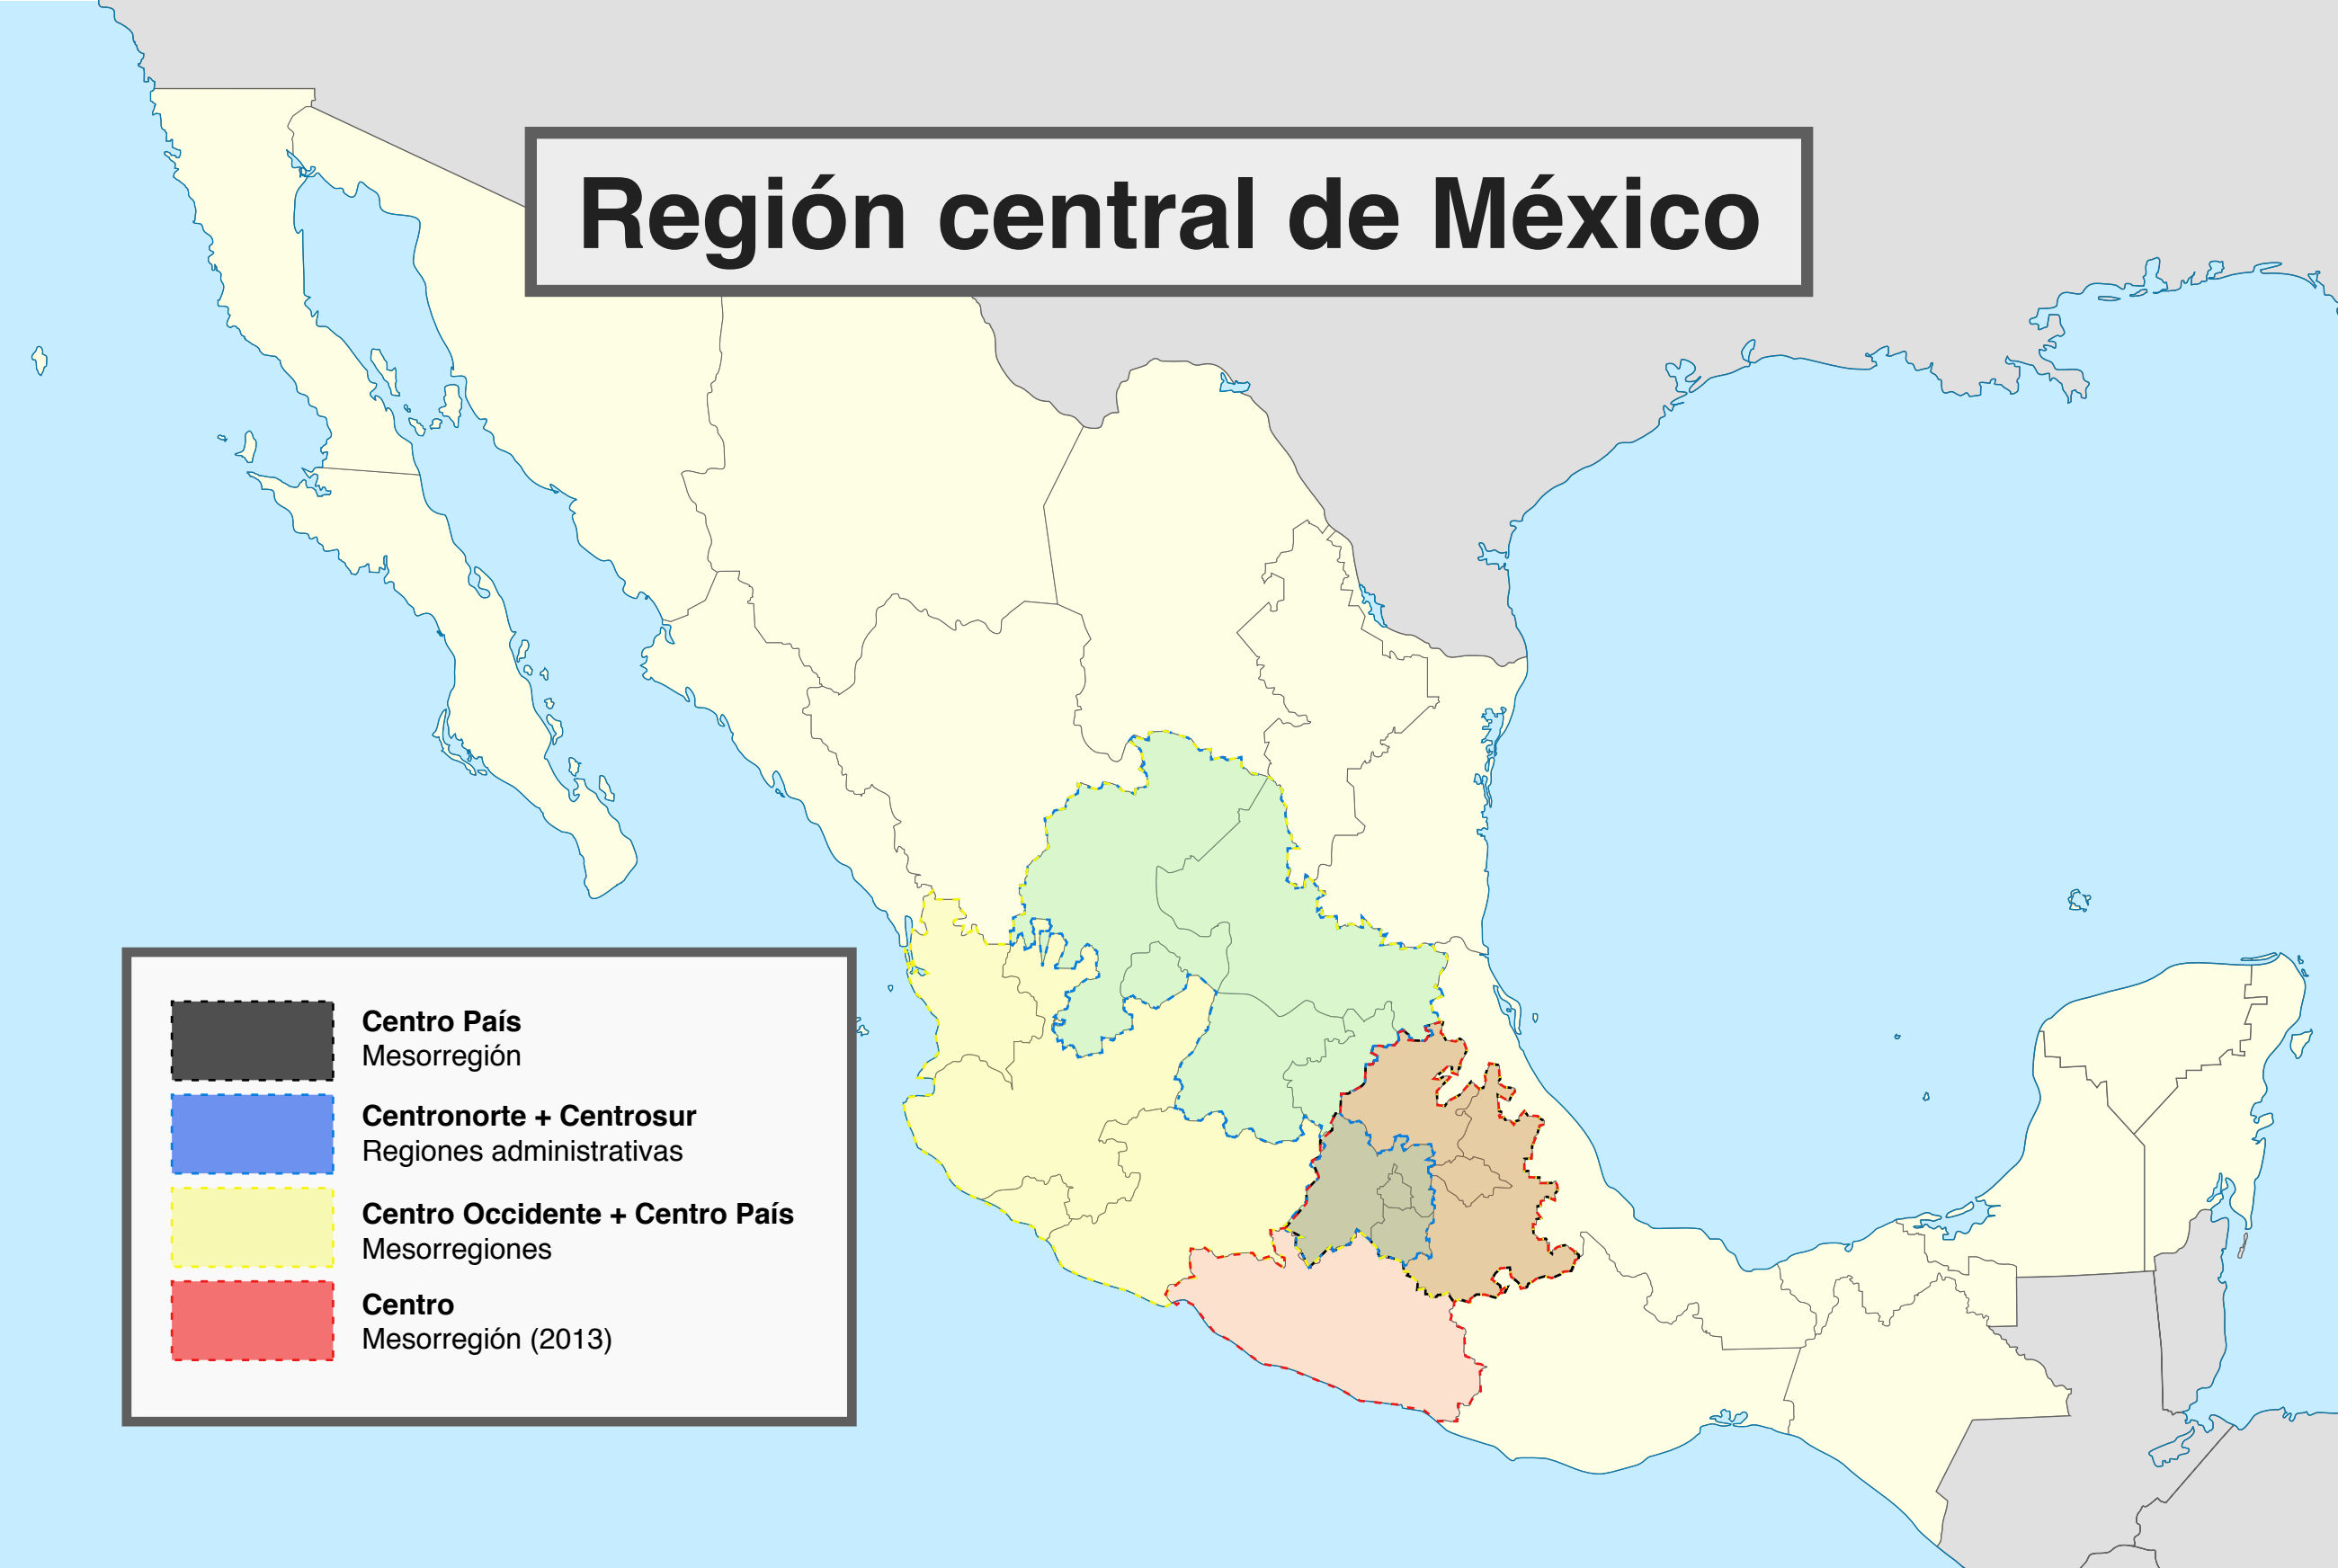 Región central de México
Centro País
Mesorregión
Centronorte + Centrosur
Regiones administrativas
Centro Occidente + Centro País
Mesorregiones
Centro
Mesorregión (2013)